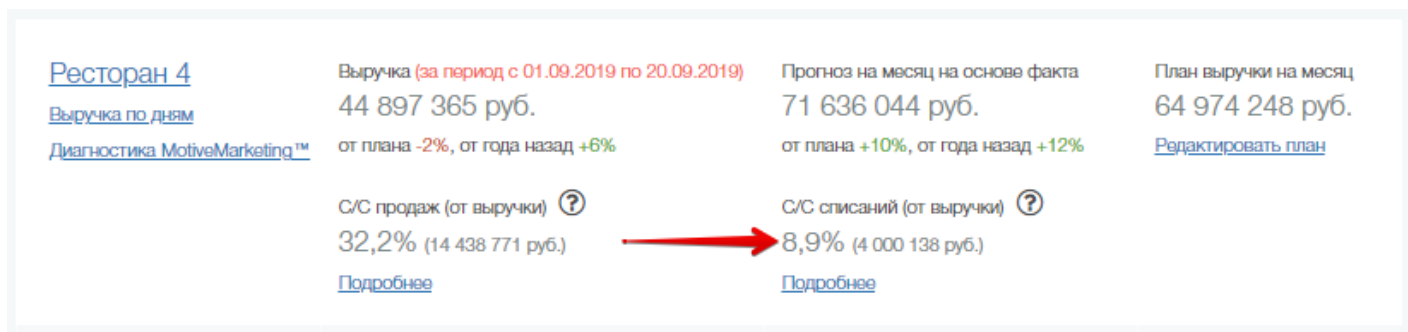 Ресторан 4
Выручка по дням
Диагностика MotiveMarketing™
Выручка (за период с 01.09.2019 по 20.09.2019)
44 897 365 руб.
от плана -2%, от года назад +6%
Прогноз на месяц на основе факта
71 636 044 руб.
от плана +10%, от года назад +12%
План выручки на месяц
64 974 248 руб.
Редактировать план
С/С продаж (от выручки) ?
32,2% (14 438 771 руб.)
Подробнее
С/С списаний (от выручки) ?
8,9% (4 000 138 руб.)
Подробнее